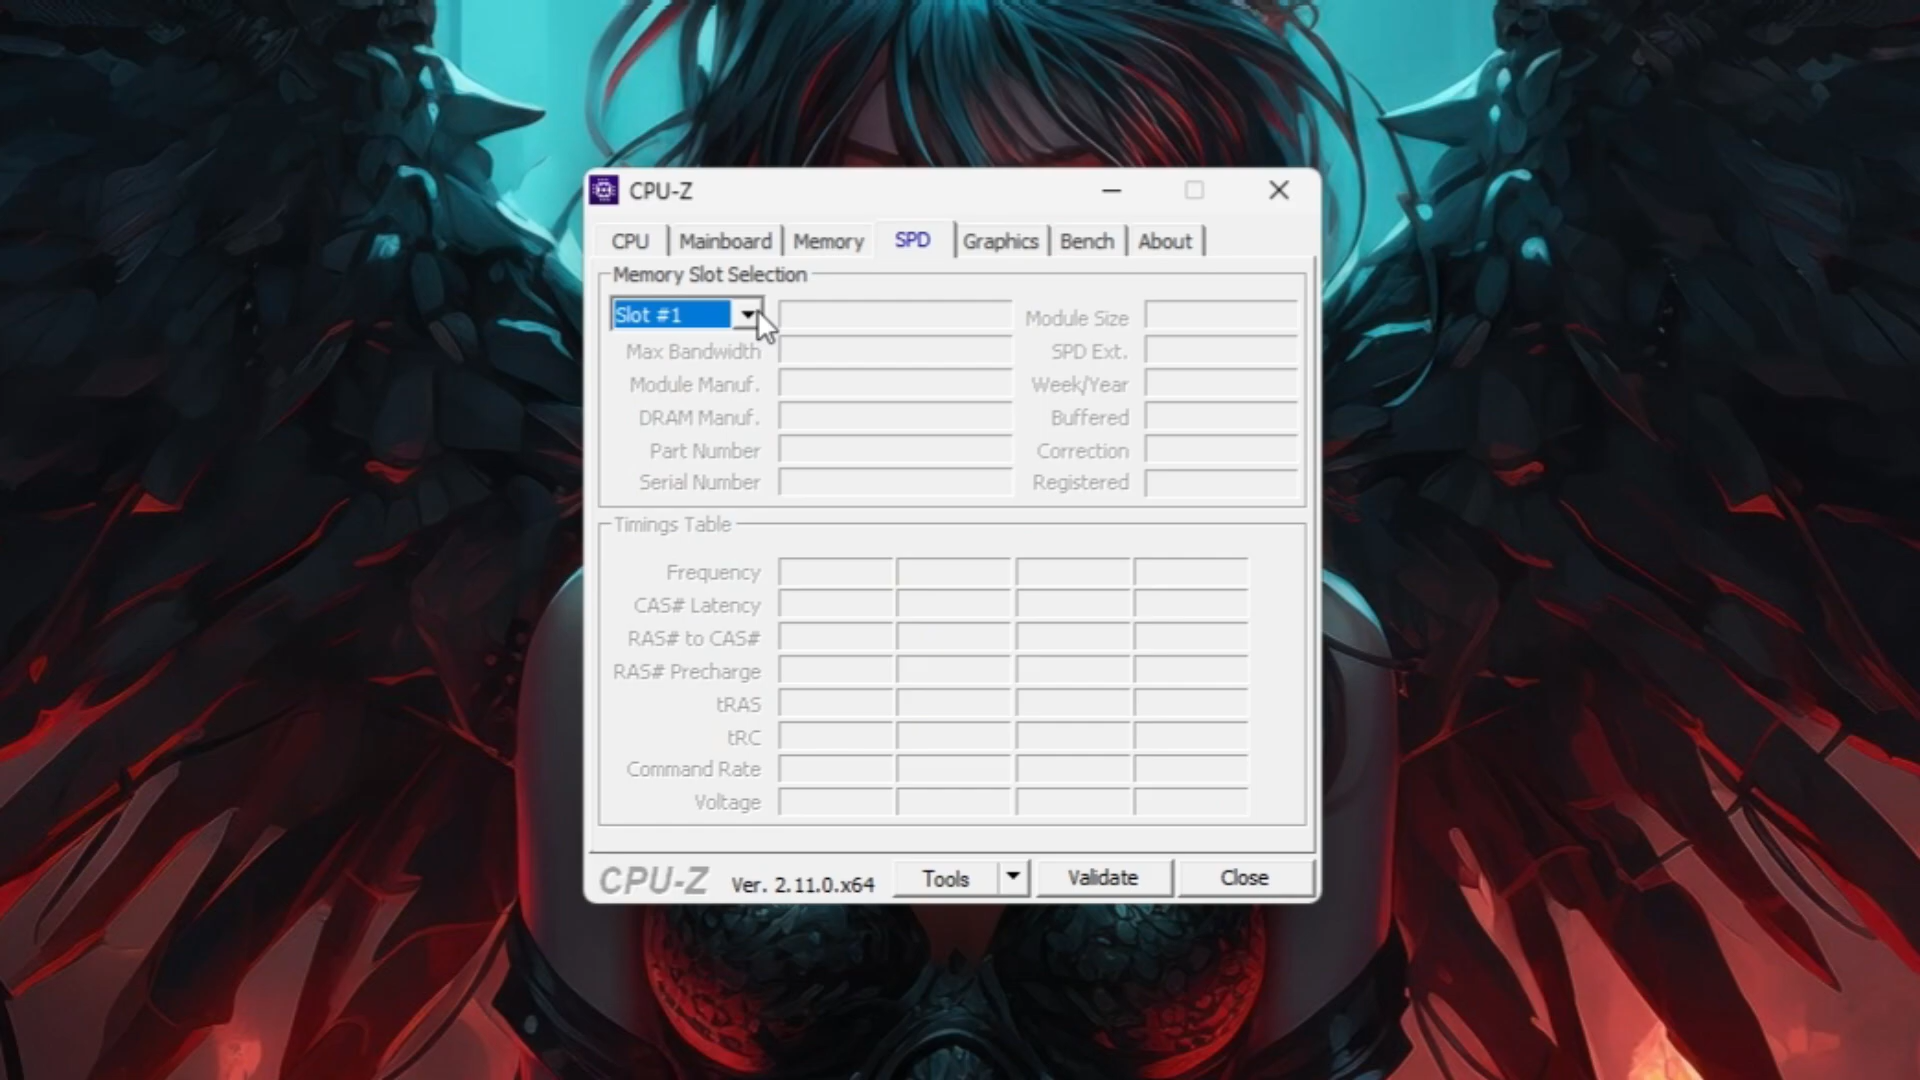 CPU-Z
CPU Mainboard Memory SPD Graphics Bench About
Memory Slot Selection
Slot #1 Module Size
Max Bandwidth SPD Ext.
Module Manuf. Week/Year
DRAM Manuf. Buffered
Part Number Correction
Serial Number Registered
Timings Table
Frequency
CAS# Latency
RAS# to CAS#
RAS# Precharge
tRAS
tRC
Command Rate
Voltage
CPU-Z Ver. 2.11.0.x64 Tools Validate Close